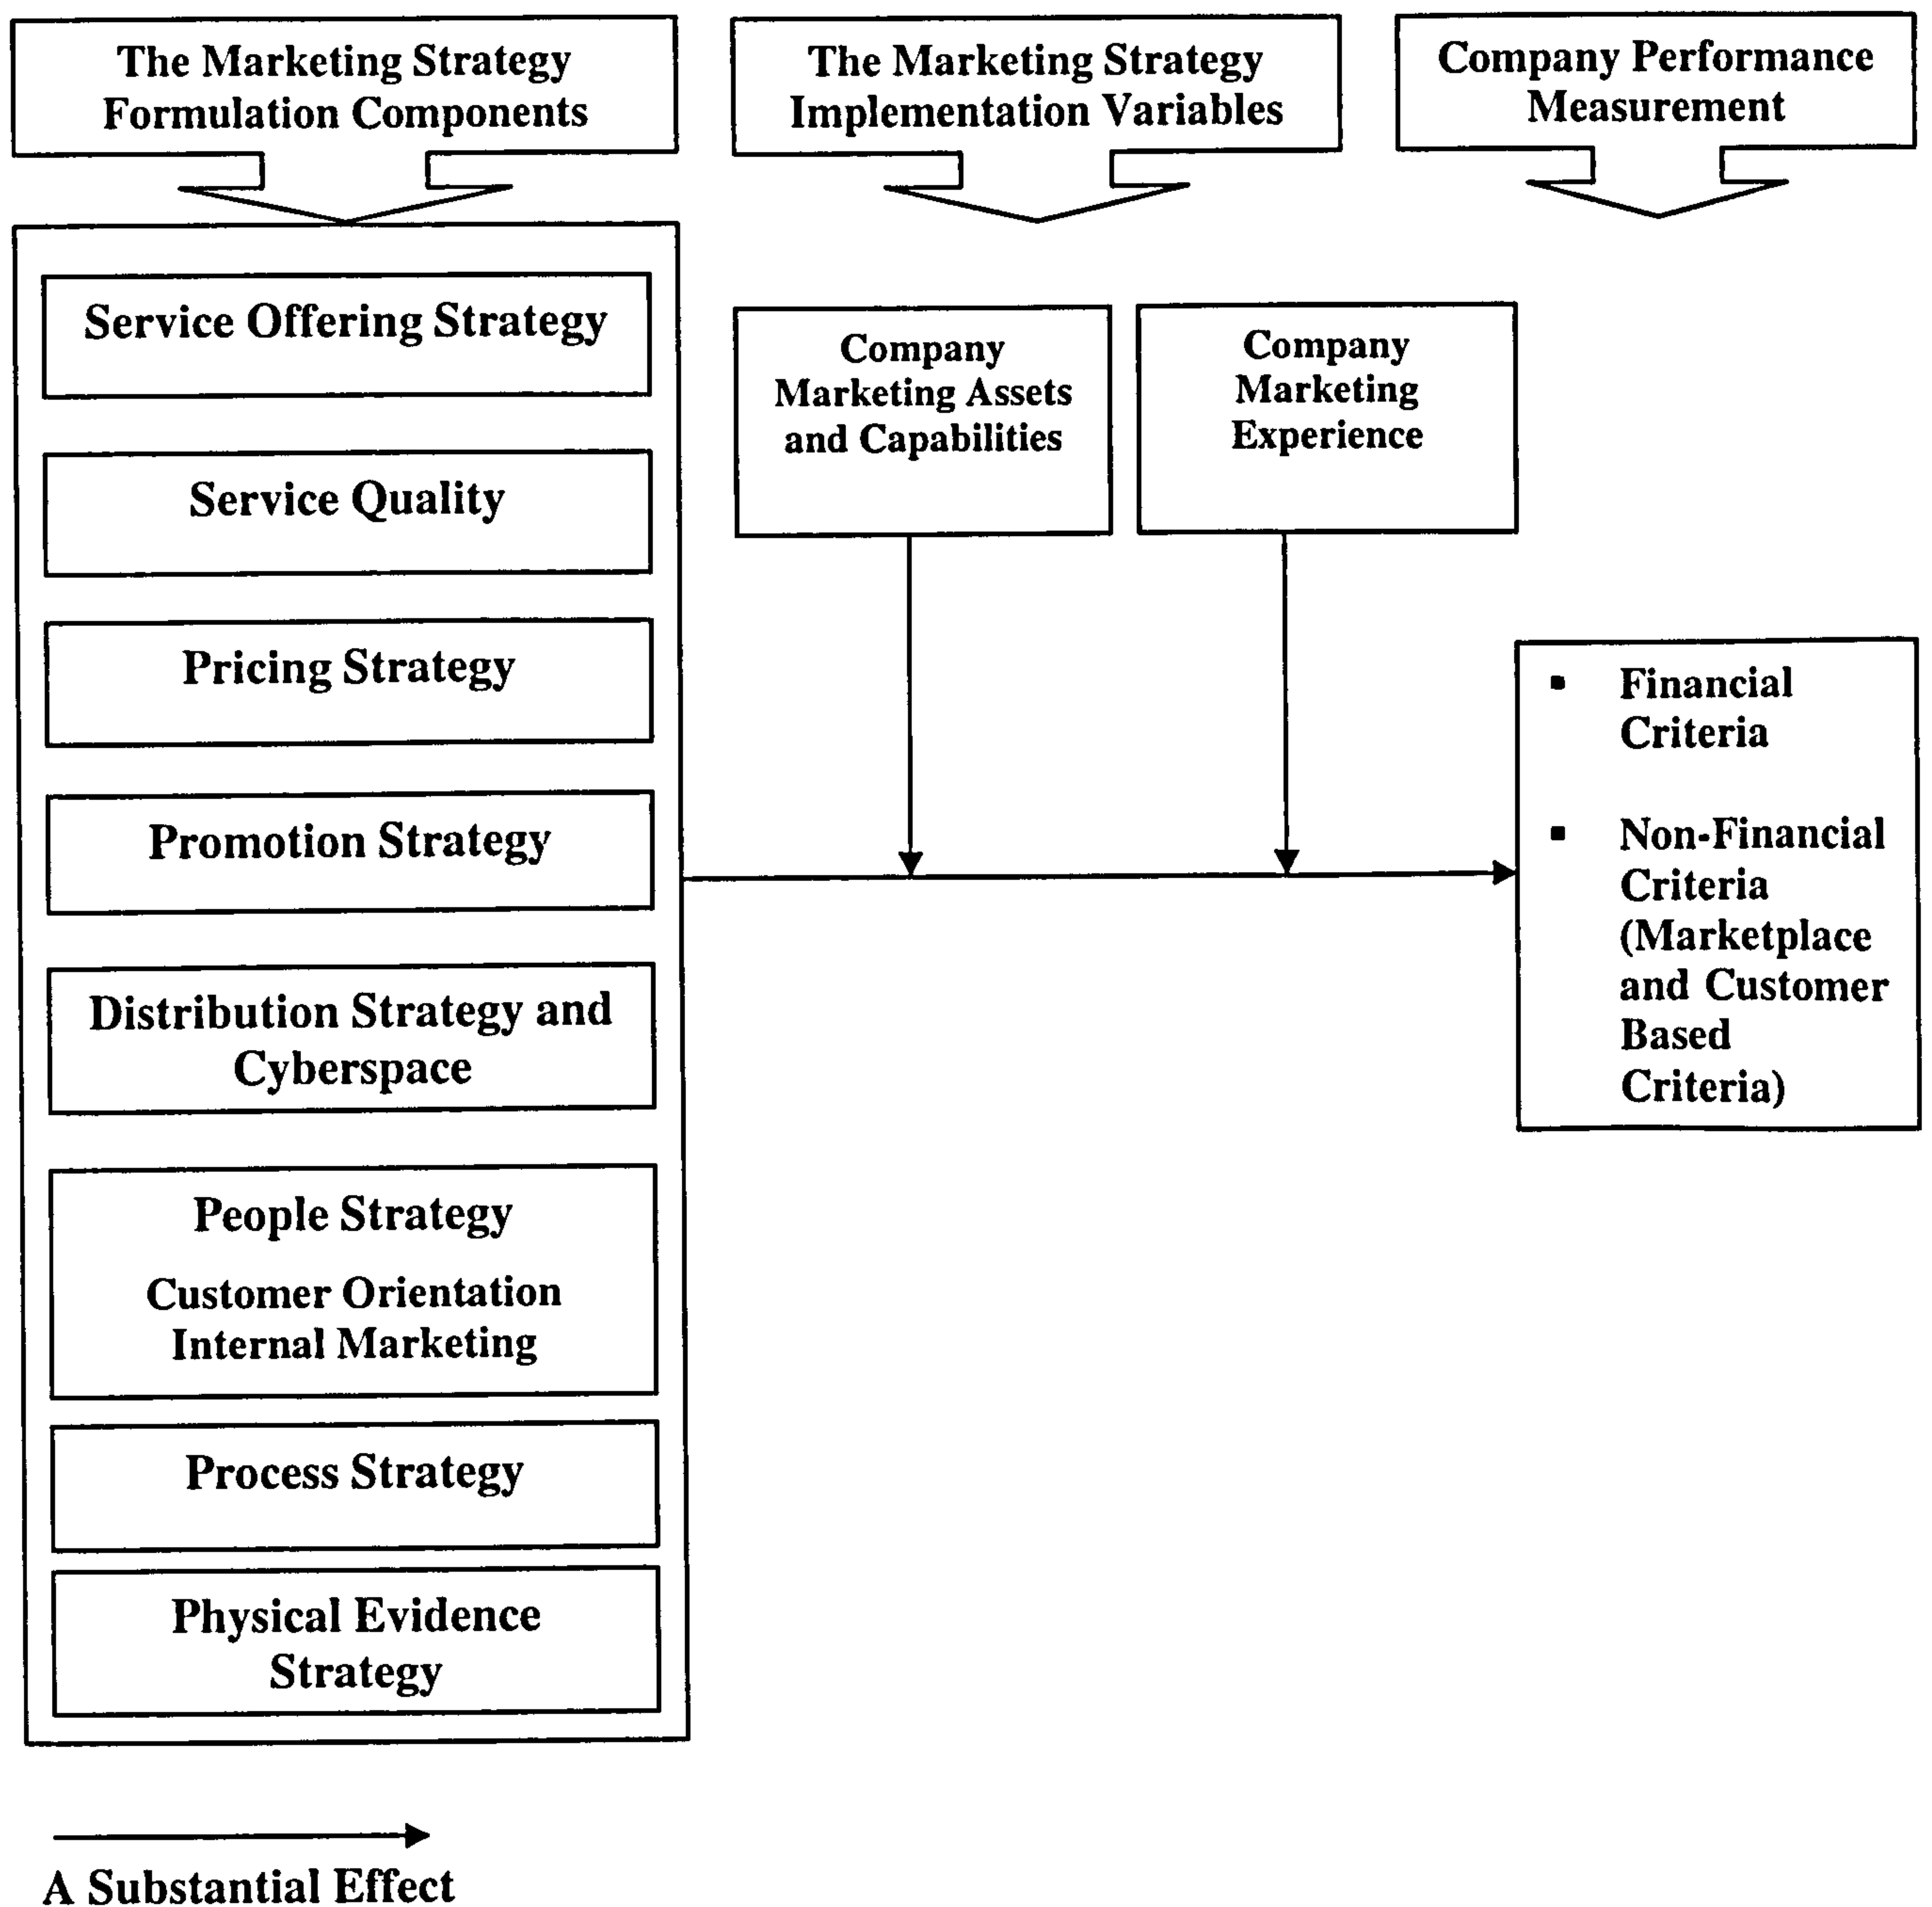 The Marketing Strategy
Formulation Components
The Marketing Strategy
Implementation Variables
Company Performance
Measurement
Service Offering Strategy
Service Quality
Pricing Strategy
Promotion Strategy
Distribution Strategy and
Cyberspace
People Strategy
Customer Orientation
Internal Marketing
Process Strategy
Physical Evidence
Strategy
Company
Marketing Assets
and Capabilities
Company
Marketing
Experience
▪ Financial
Criteria
▪ Non-Financial
Criteria
(Marketplace
and Customer
Based
Criteria)
A Substantial Effect